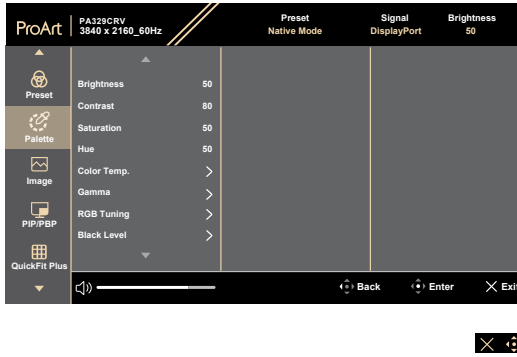 ProArt
PA329CRV
3840 x 2160_60Hz
Preset
Native Mode
Signal
DisplayPort
Brightness
50
Preset
Palette
Image
PIP/PBP
QuickFit Plus
Brightness 50
Contrast 80
Saturation 50
Hue 50
Color Temp.
Gamma
RGB Tuning
Black Level
Back
Enter
Exit